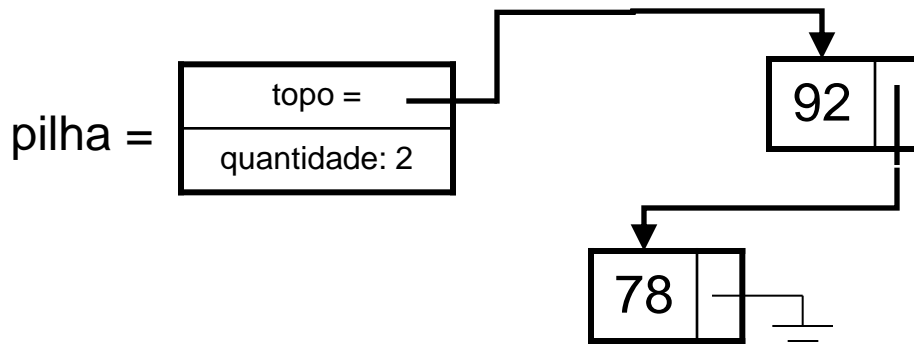 topo =
pilha =
quantidade: 2
92
78